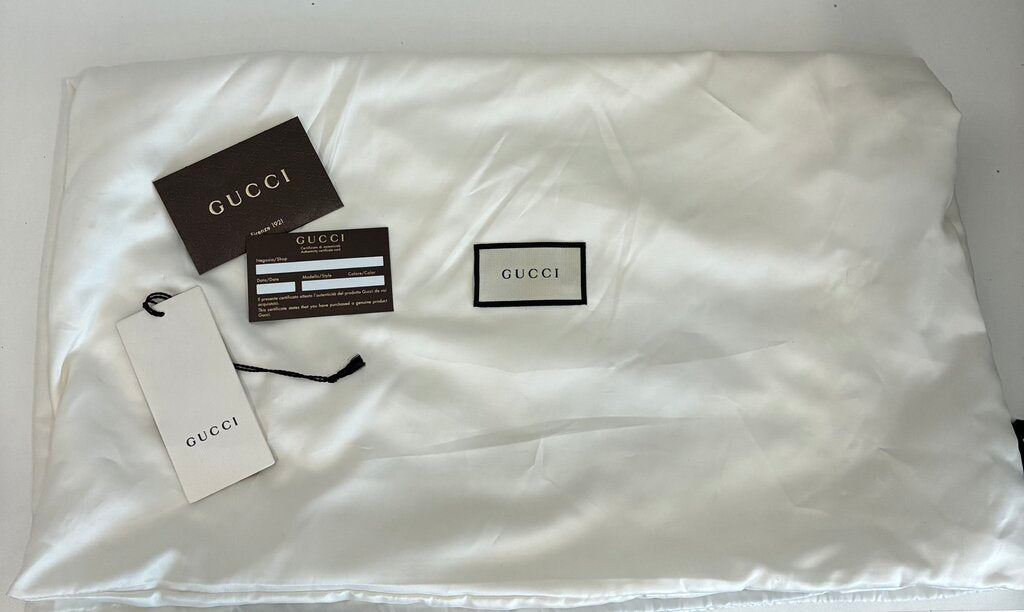 GUCCI
Firenze 1921
GUCCI
Certificato di autenticità
Authenticity certificate card
Negozio/Shop
Data/Date Modello/Style Colore/Color
Il presente certificato attesta l'autenticità del prodotto Gucci da voi
acquistato.
This certificate states that you have purchased a genuine product
Gucci.
GUCCI
GUCCI